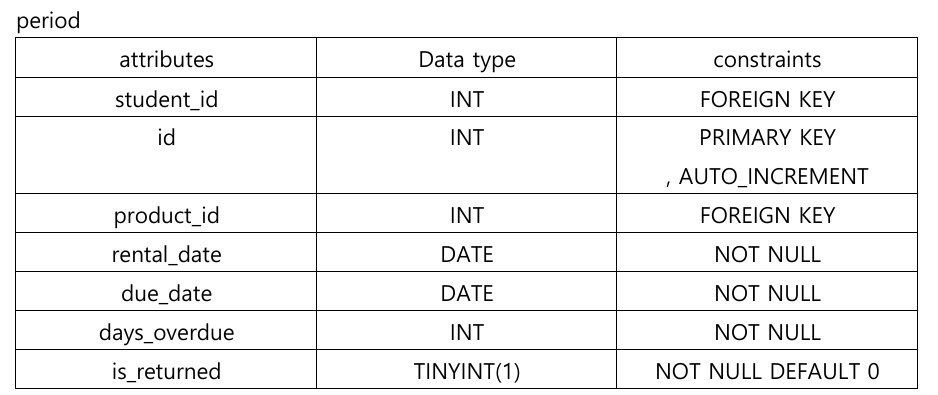 period
attributes Data type constraints
student_id INT FOREIGN KEY
id INT PRIMARY KEY
, AUTO_INCREMENT
product_id INT FOREIGN KEY
rental_date DATE NOT NULL
due_date DATE NOT NULL
days_overdue INT NOT NULL
is_returned TINYINT(1) NOT NULL DEFAULT 0